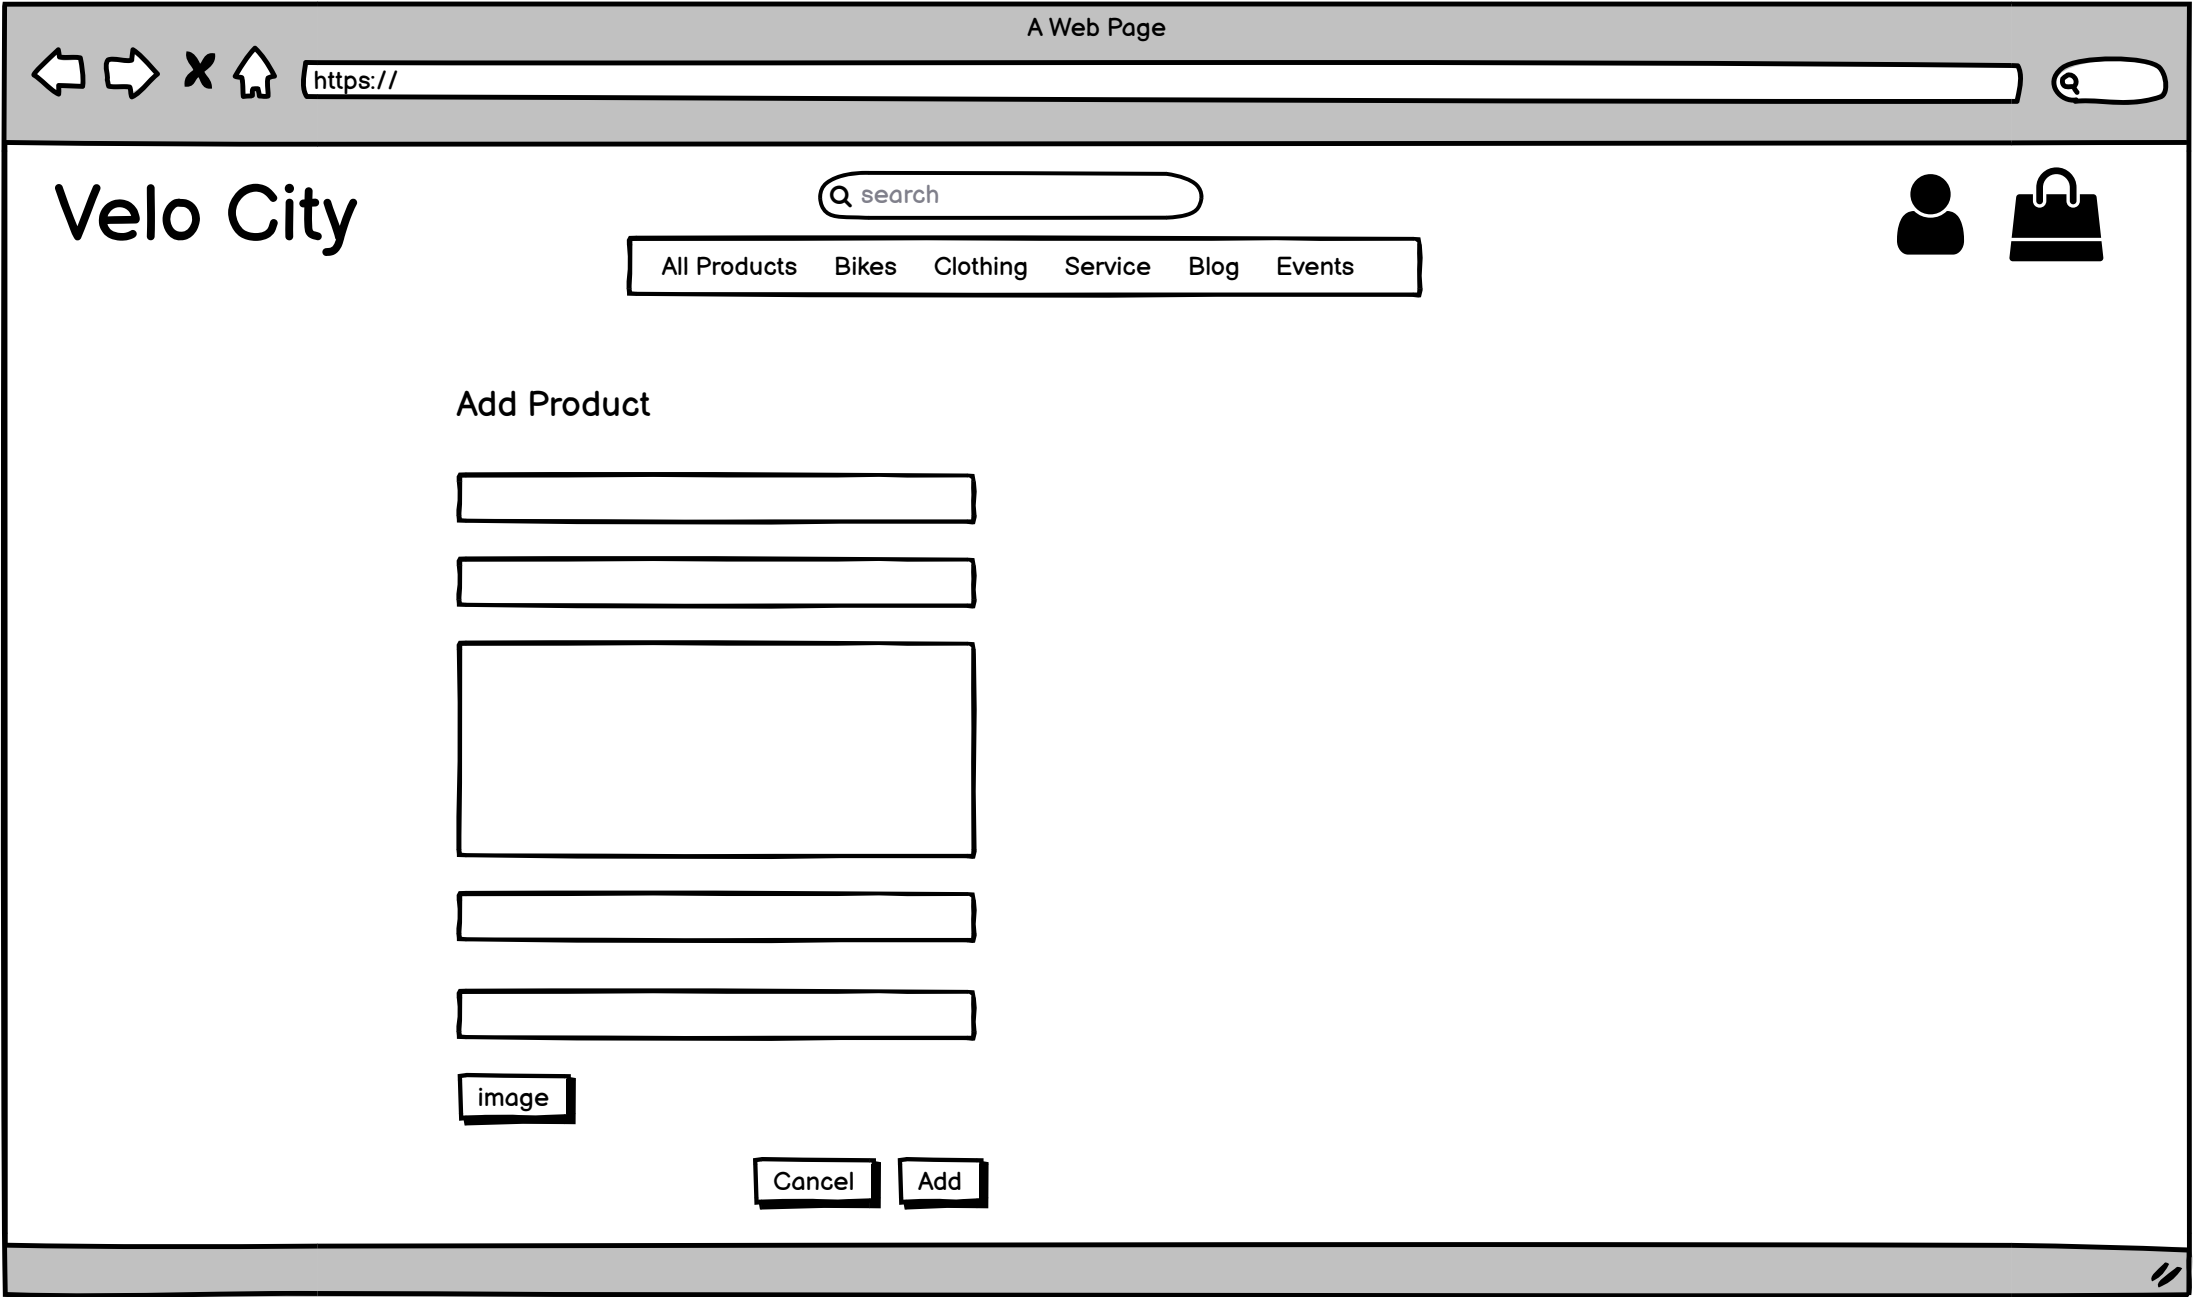 A Web Page
https://
Velo City
search
All Products Bikes Clothing Service Blog Events
Add Product
image
Cancel Add